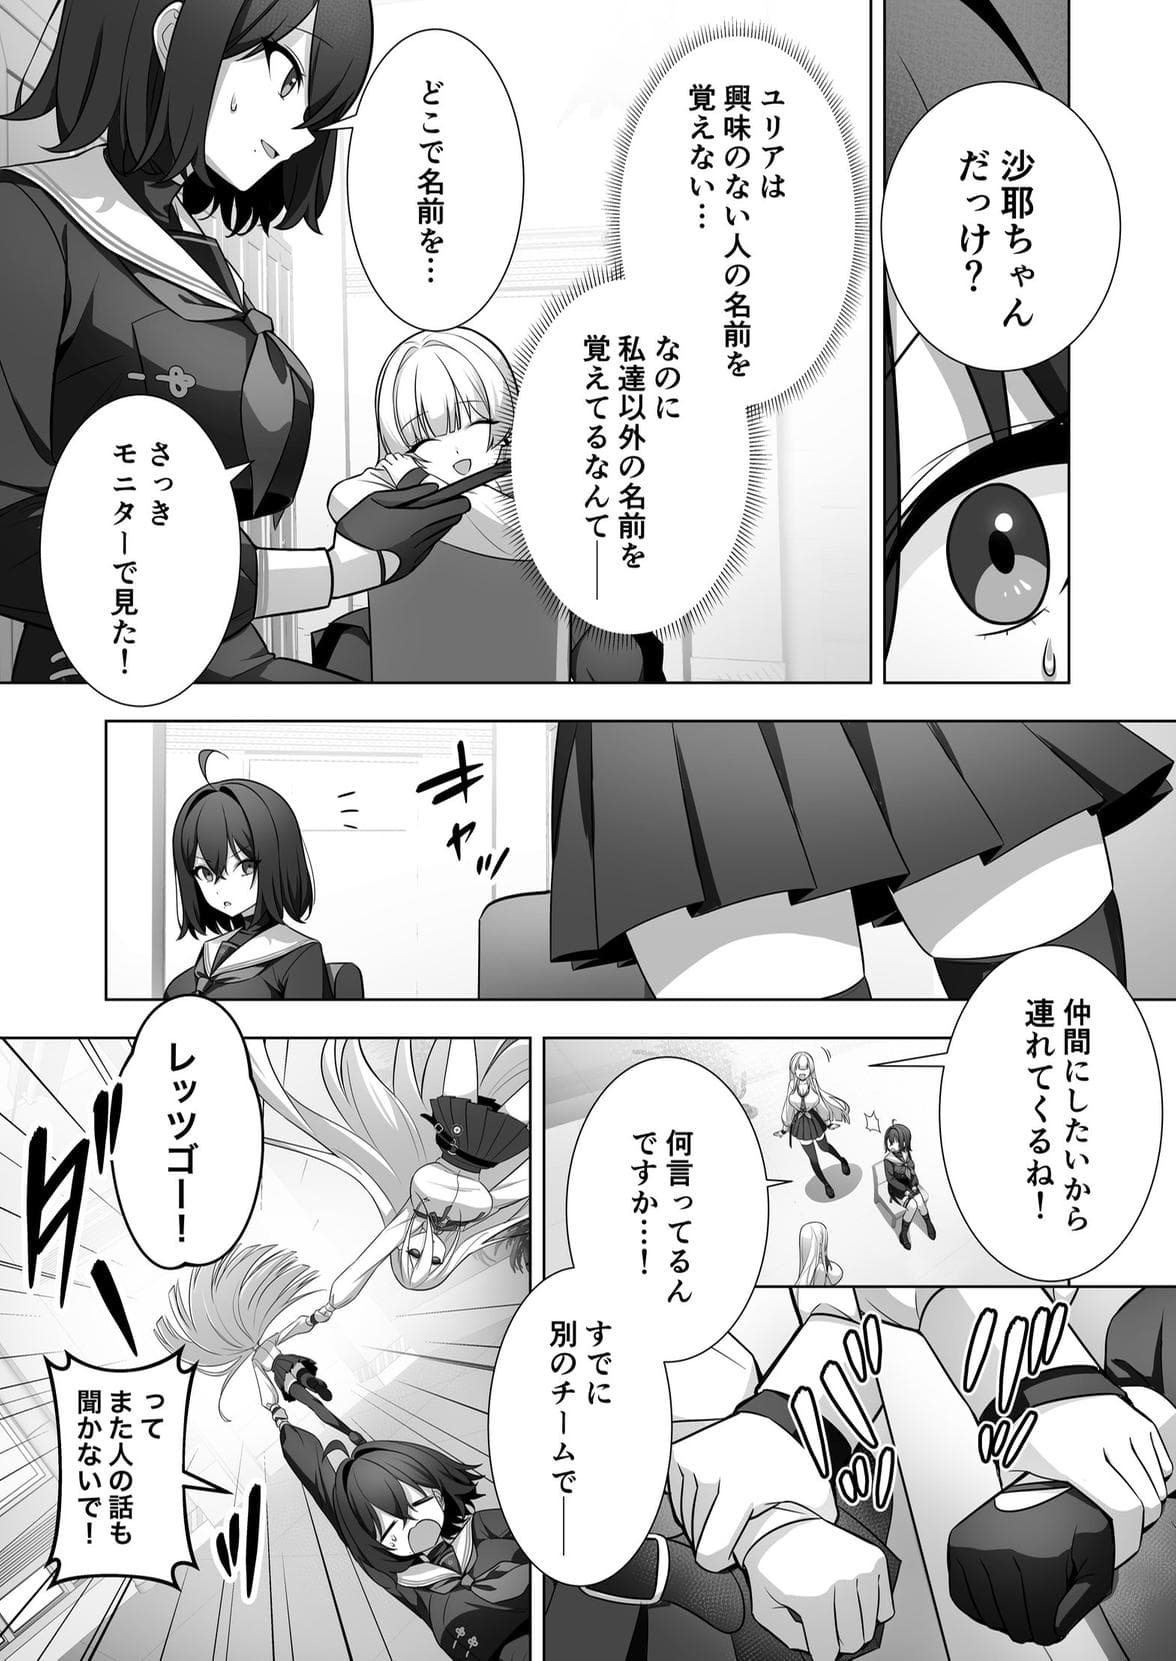 沙耶ちゃん
だっけ？
ユリアは
興味のない人の名前を
覚えない…
なのに
私達以外の名前を
覚えてるなんて――
どこで名前を…
さっき
モニターで見た！
キャッ
仲間にしたいから
連れてくるね！
何言ってるん
ですか…！
すでに
別のチームで――
レッツゴー！
って
また人の話も
聞かないで！